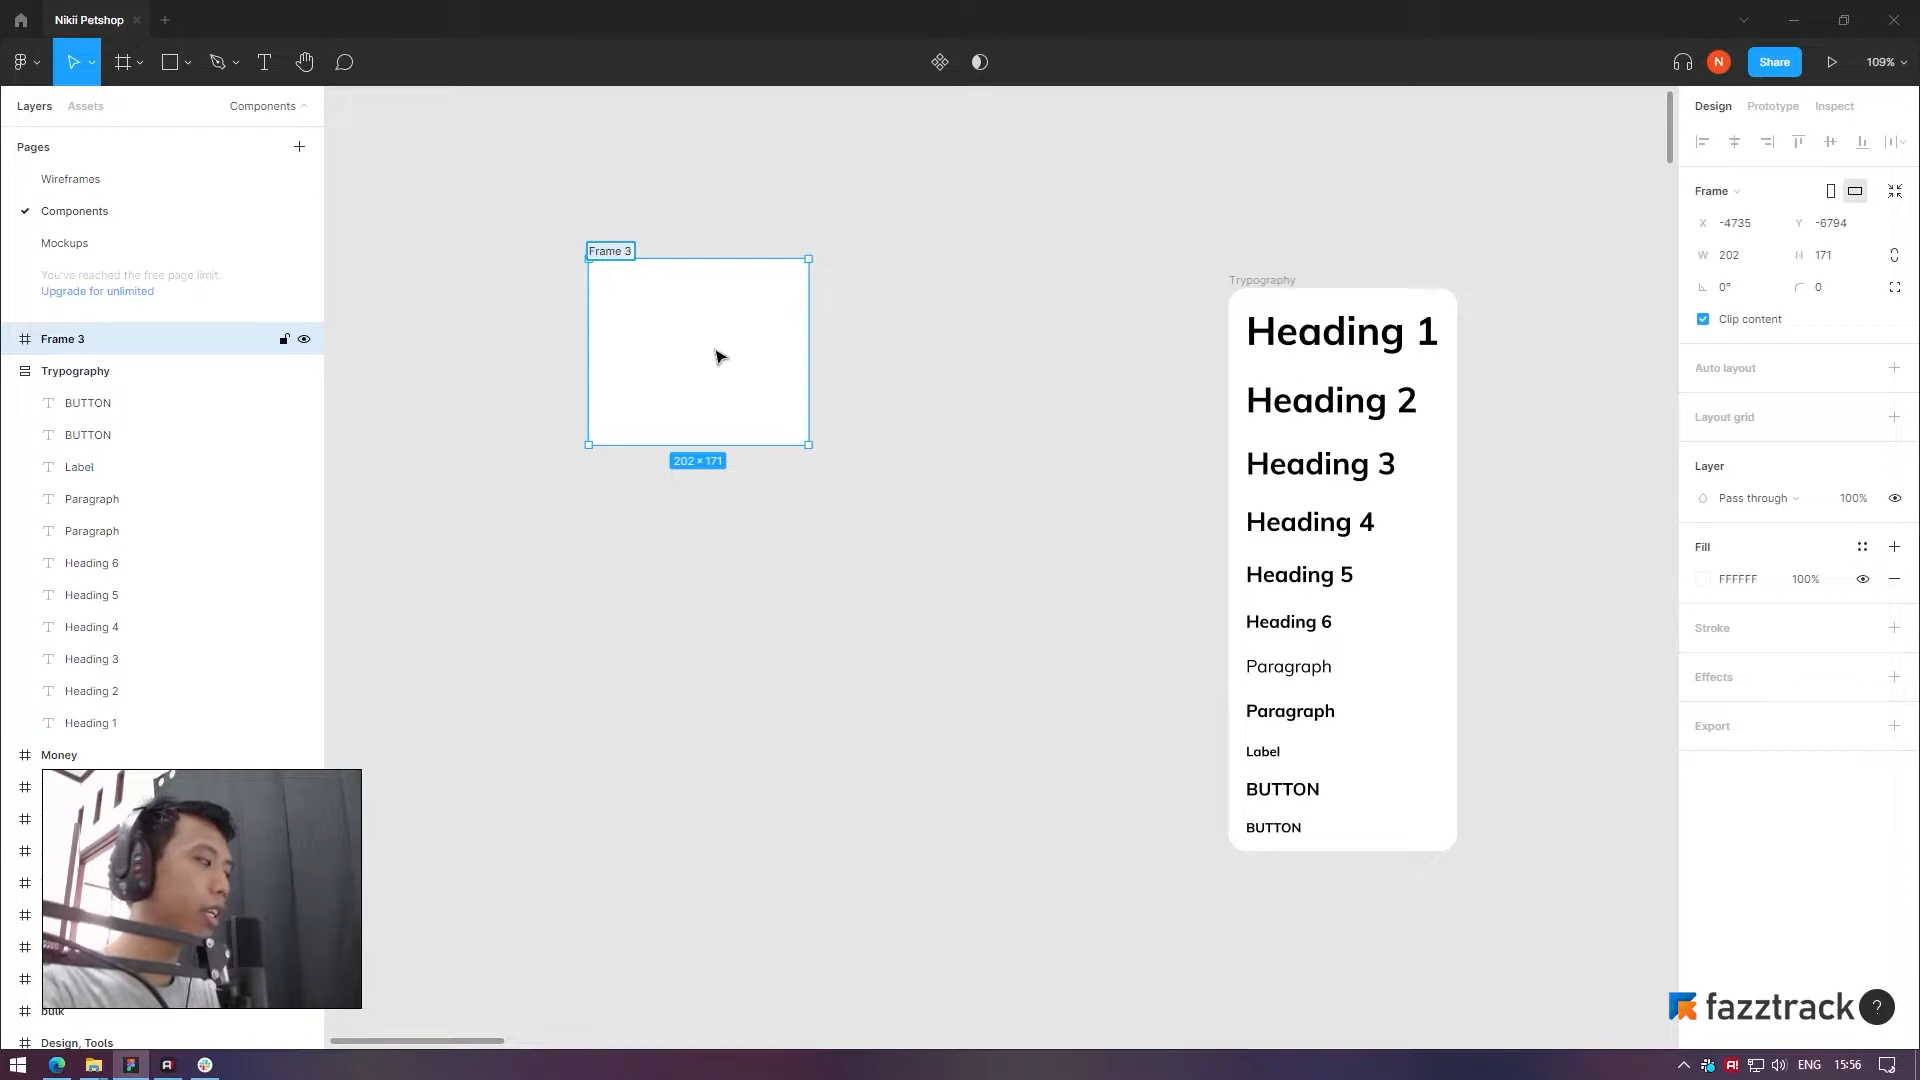 Nikii Petshop
Share
109%
Layers
Assets
Components
Pages
Wireframes
Components
Mockups
You've reached the free page limit.
Upgrade for unlimited
Frame 3
Trypography
BUTTON
BUTTON
Label
Paragraph
Paragraph
Heading 6
Heading 5
Heading 4
Heading 3
Heading 2
Heading 1
Money
bulk
Design, Tools
Frame 3
202 × 171
Trypography
Heading 1
Heading 2
Heading 3
Heading 4
Heading 5
Heading 6
Paragraph
Paragraph
Label
BUTTON
BUTTON
N
Design
Prototype
Inspect
Frame
X -4735
Y -6794
W 202
H 171
0°
0
Clip content
Auto layout
Layout grid
Layer
Pass through
100%
Fill
FFFFFF
100%
Stroke
Effects
Export
fazztrack
?
ENG
15:56